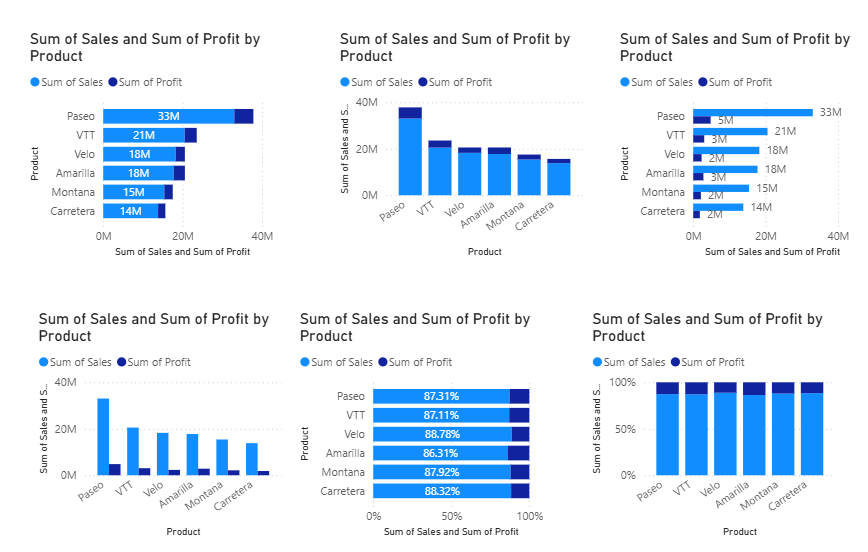 Sum of Sales and Sum of Profit by
Product
Sum of Sales Sum of Profit
Product
Paseo 33M
VTT 21M
Velo 18M
Amarilla 18M
Montana 15M
Carretera 14M
0M 20M 40M
Sum of Sales and Sum of Profit
Sum of Sales and Sum of Profit by
Product
Sum of Sales Sum of Profit
Sum of Sales and S...
40M
20M
0M
Paseo VTT Velo Amarilla Montana Carretera
Product
Sum of Sales and Sum of Profit by
Product
Sum of Sales Sum of Profit
Product
Paseo 33M
5M
VTT 21M
3M
Velo 18M
2M
Amarilla 18M
3M
Montana 15M
2M
Carretera 14M
2M
0M 20M 40M
Sum of Sales and Sum of Profit
Sum of Sales and Sum of Profit by
Product
Sum of Sales Sum of Profit
Sum of Sales and S...
40M
20M
0M
Paseo VTT Velo Amarilla Montana Carretera
Product
Sum of Sales and Sum of Profit by
Product
Sum of Sales Sum of Profit
Product
Paseo 87.31%
VTT 87.11%
Velo 88.78%
Amarilla 86.31%
Montana 87.92%
Carretera 88.32%
0% 50% 100%
Sum of Sales and Sum of Profit
Sum of Sales and Sum of Profit by
Product
Sum of Sales Sum of Profit
Sum of Sales and S...
100%
50%
0%
Paseo VTT Velo Amarilla Montana Carretera
Product